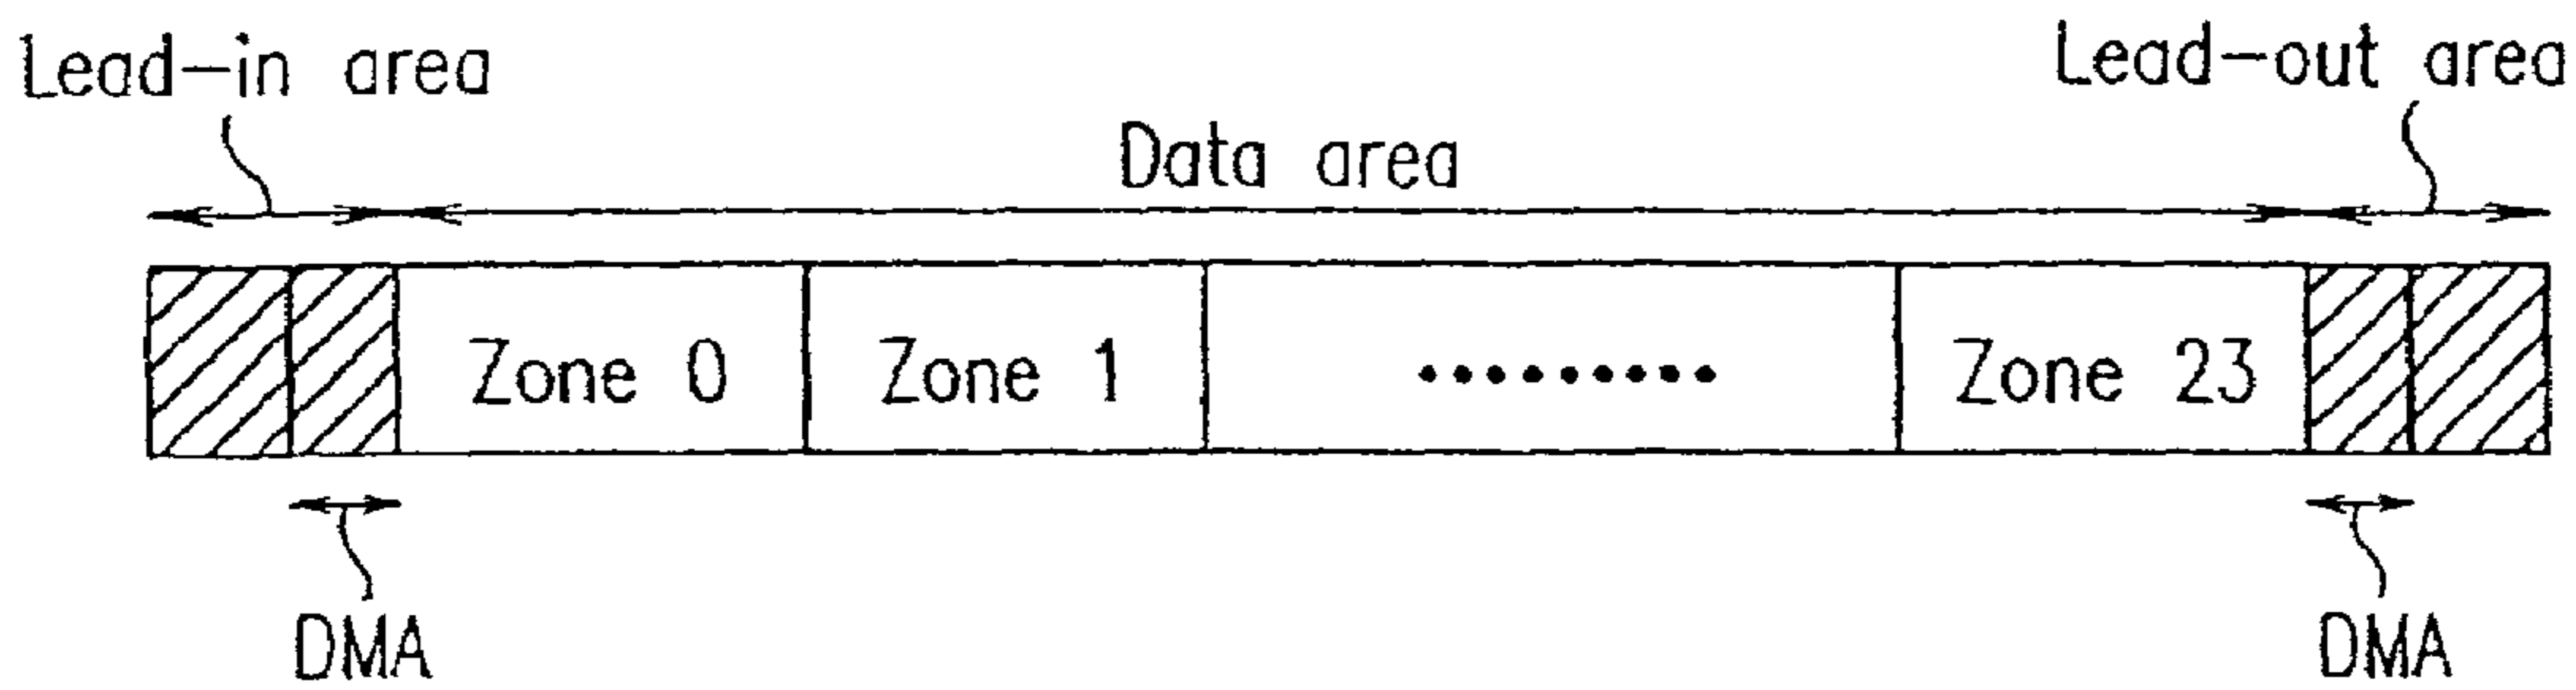 Lead-in area
Lead-out area
Data area
Zone 0
Zone 1
.........
Zone 23
DMA
DMA